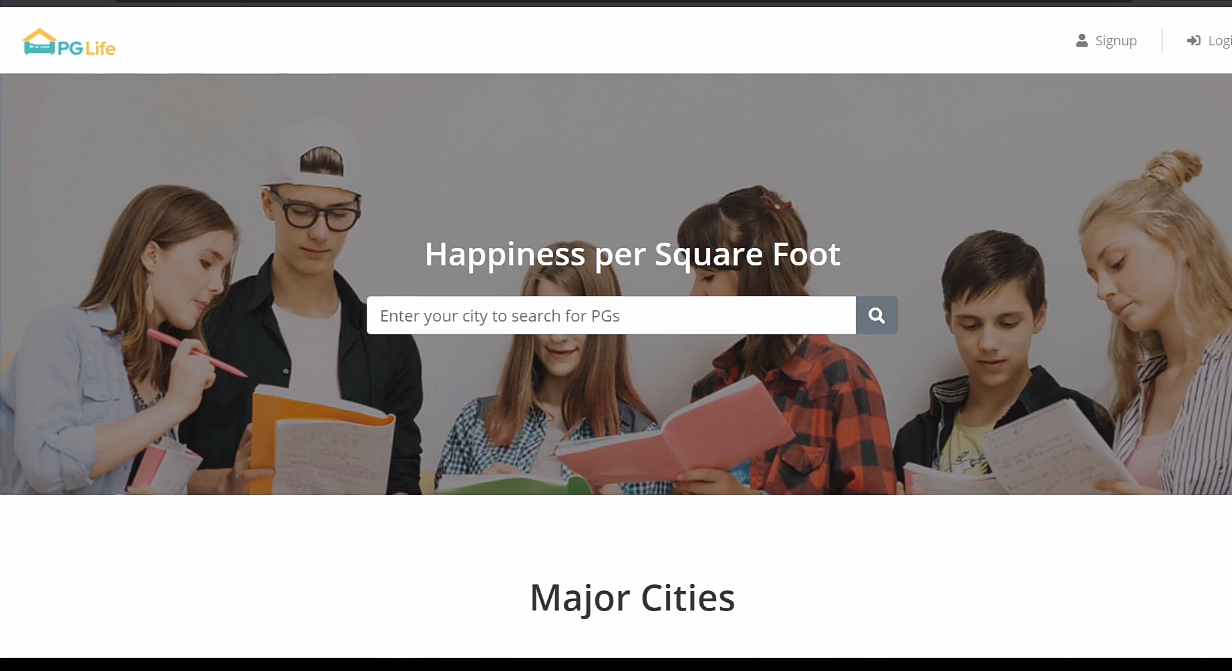 PG Life
Signup
Logi
Happiness per Square Foot
Enter your city to search for PGs
Major Cities